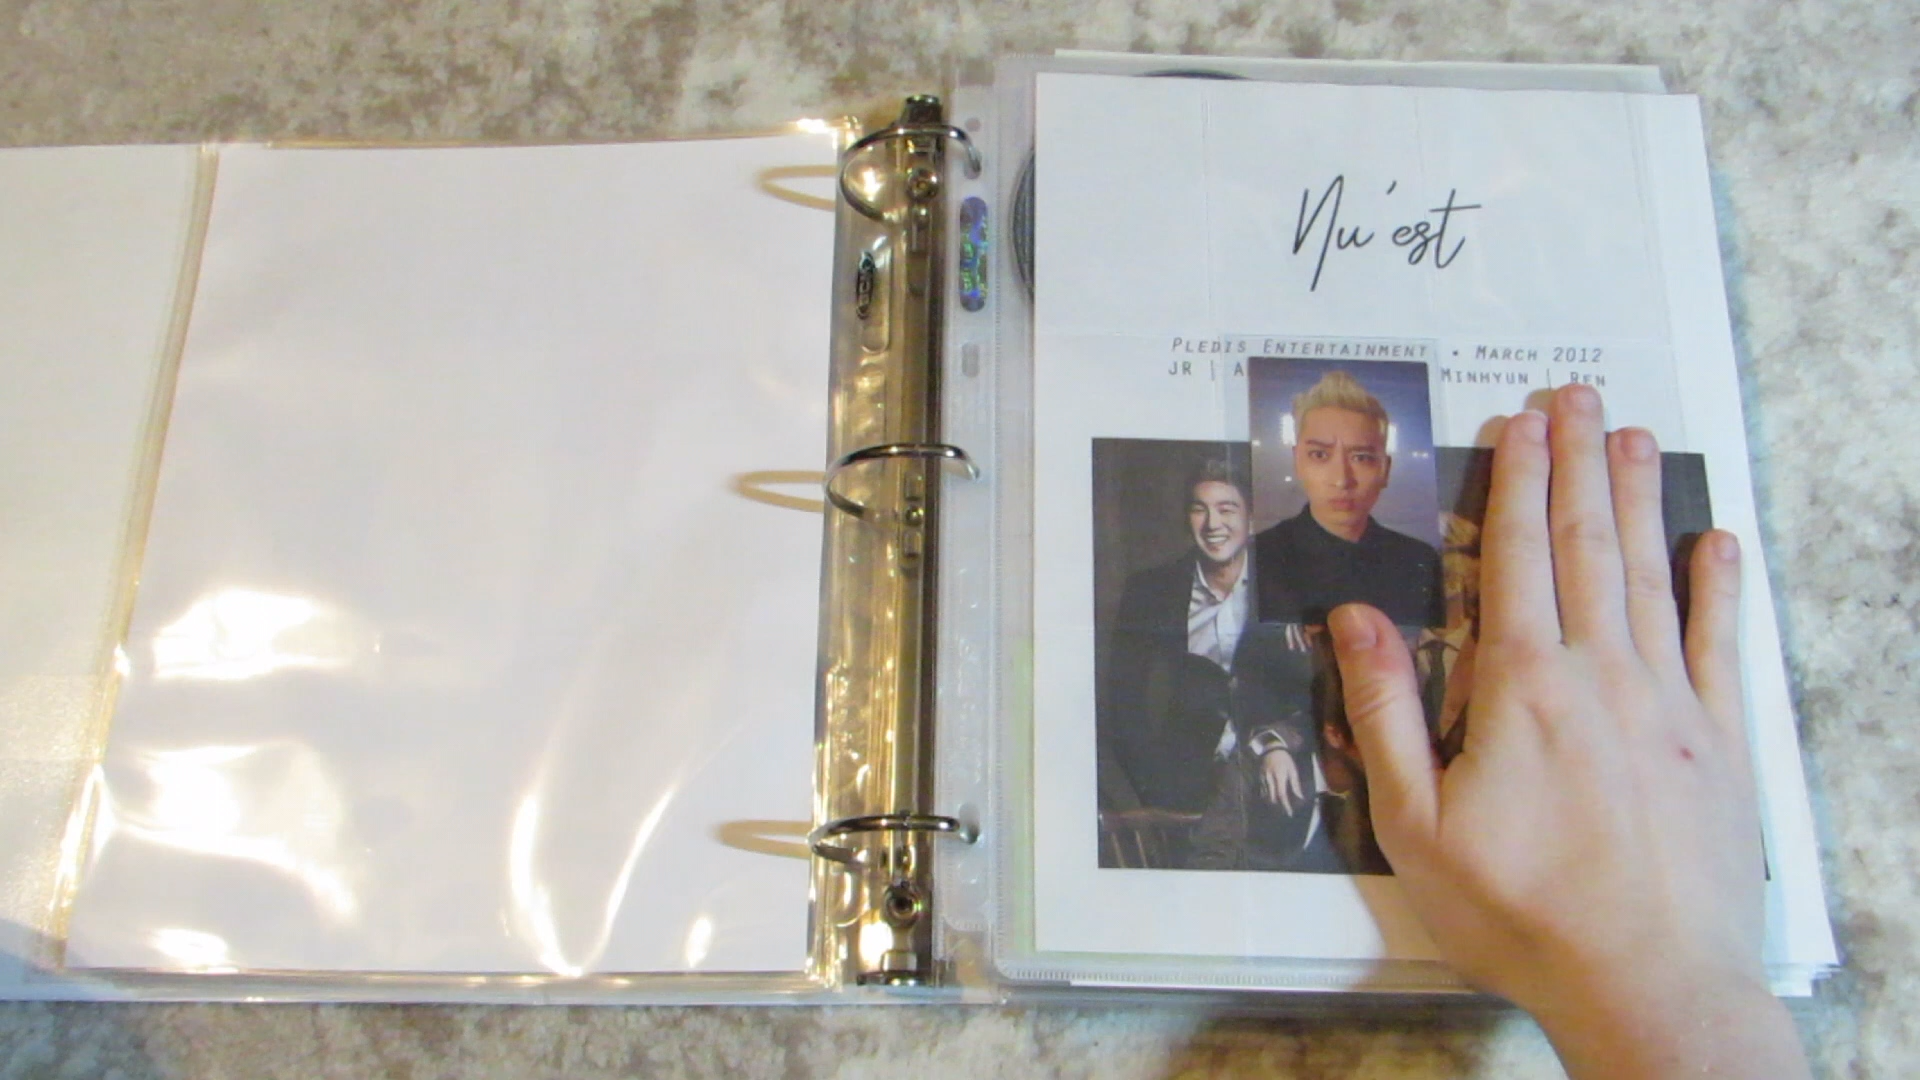 Nu'est
PLEDIS ENTERTAINMENT • MARCH 2012
JR | A MINHYUN | REN